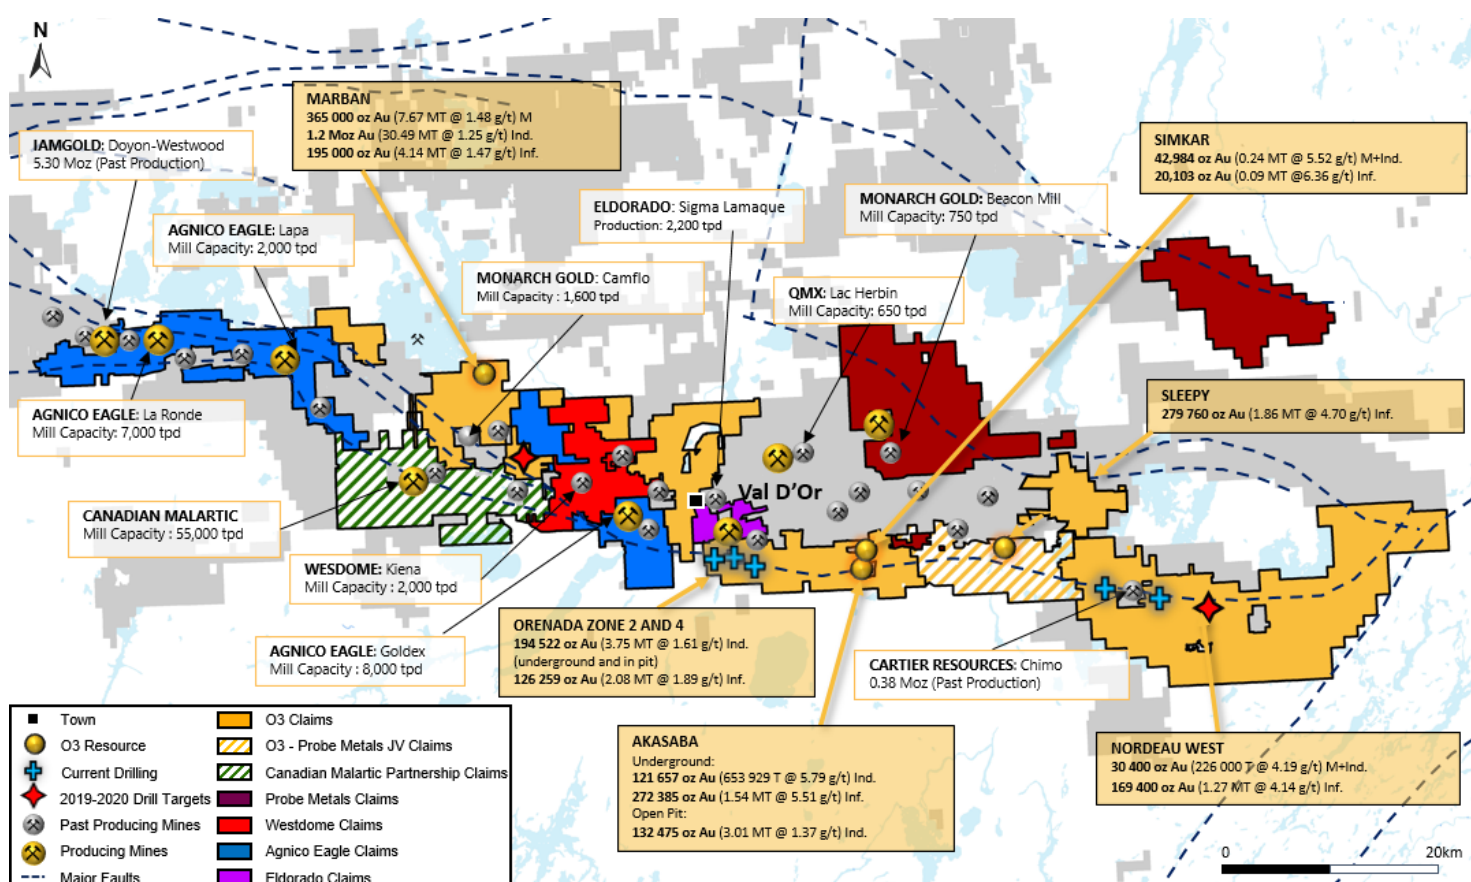 N
MARBAN
365 000 oz Au (7.67 MT @ 1.48 g/t) M
1.2 Moz Au (30.49 MT @ 1.25 g/t) Ind.
195 000 oz Au (4.14 MT @ 1.47 g/t) Inf.
IAMGOLD: Doyon-Westwood
5.30 Moz (Past Production)
SIMKAR
42,984 oz Au (0.24 MT @ 5.52 g/t) M+Ind.
20,103 oz Au (0.09 MT @6.36 g/t) Inf.
AGNICO EAGLE: Lapa
Mill Capacity: 2,000 tpd
ELDORADO: Sigma Lamaque
Production: 2,200 tpd
MONARCH GOLD: Beacon Mill
Mill Capacity: 750 tpd
MONARCH GOLD: Camflo
Mill Capacity : 1,600 tpd
QMX: Lac Herbin
Mill Capacity: 650 tpd
SLEEPY
279 760 oz Au (1.86 MT @ 4.70 g/t) Inf.
AGNICO EAGLE: La Ronde
Mill Capacity: 7,000 tpd
Val D'Or
CANADIAN MALARTIC
Mill Capacity : 55,000 tpd
WESDOME: Kiena
Mill Capacity : 2,000 tpd
ORENADA ZONE 2 AND 4
194 522 oz Au (3.75 MT @ 1.61 g/t) Ind.
(underground and in pit)
126 259 oz Au (2.08 MT @ 1.89 g/t) Inf.
AGNICO EAGLE: Goldex
Mill Capacity : 8,000 tpd
CARTIER RESOURCES: Chimo
0.38 Moz (Past Production)
AKASABA
Underground:
121 657 oz Au (653 929 T @ 5.79 g/t) Ind.
272 385 oz Au (1.54 MT @ 5.51 g/t) Inf.
Open Pit:
132 475 oz Au (3.01 MT @ 1.37 g/t) Ind.
NORDEAU WEST
30 400 oz Au (226 000 T @ 4.19 g/t) M+Ind.
169 400 oz Au (1.27 MT @ 4.14 g/t) Inf.
Town
O3 Resource
Current Drilling
2019-2020 Drill Targets
Past Producing Mines
Producing Mines
Major Faults
O3 Claims
O3 - Probe Metals JV Claims
Canadian Malartic Partnership Claims
Probe Metals Claims
Westdome Claims
Agnico Eagle Claims
Eldorado Claims
0 20km